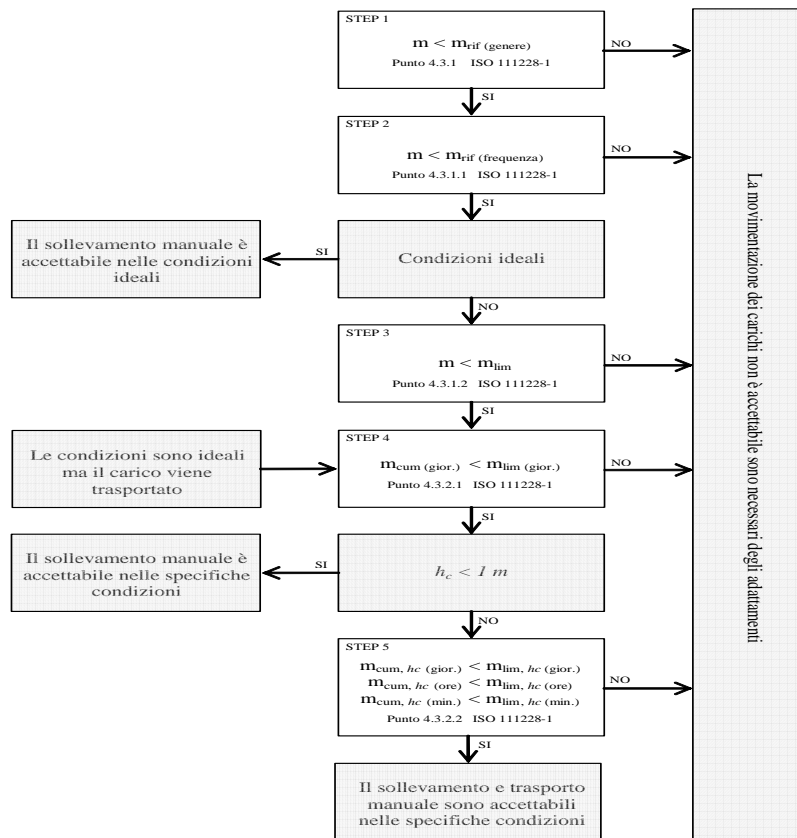 STEP 1
m < mrif (genere)
Punto 4.3.1 ISO 111228-1
NO
SI
STEP 2
m < mrif (frequenza)
Punto 4.3.1.1 ISO 111228-1
NO
SI
Il sollevamento manuale è
accettabile nelle condizioni
ideali
SI
Condizioni ideali
NO
STEP 3
m < mlim
Punto 4.3.1.2 ISO 111228-1
NO
SI
Le condizioni sono ideali
ma il carico viene
trasportato
STEP 4
mcum (gior.) < mlim (gior.)
Punto 4.3.2.1 ISO 111228-1
NO
SI
Il sollevamento manuale è
accettabile nelle specifiche
condizioni
SI
hc < 1 m
NO
STEP 5
mcum, hc (gior.) < mlim, hc (gior.)
mcum, hc (ore) < mlim, hc (ore)
mcum, hc (min.) < mlim, hc (min.)
Punto 4.3.2.2 ISO 111228-1
NO
SI
Il sollevamento e trasporto
manuale sono accettabili
nelle specifiche condizioni
La movimentazione dei carichi non è accettabile sono necessari degli adattamenti